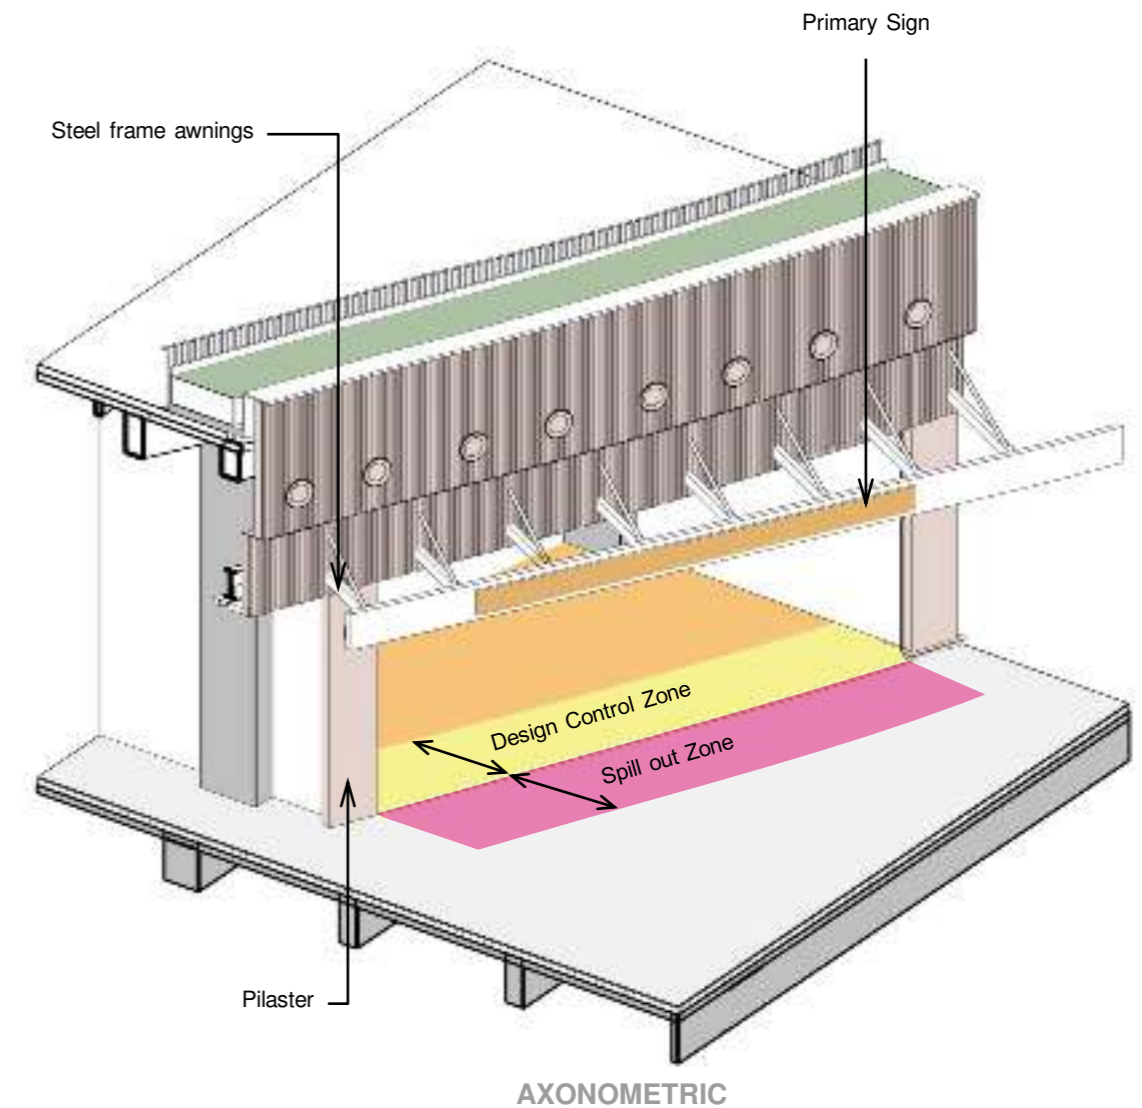 Primary Sign
Steel frame awnings
Design Control Zone
Spill out Zone
Pilaster
AXONOMETRIC